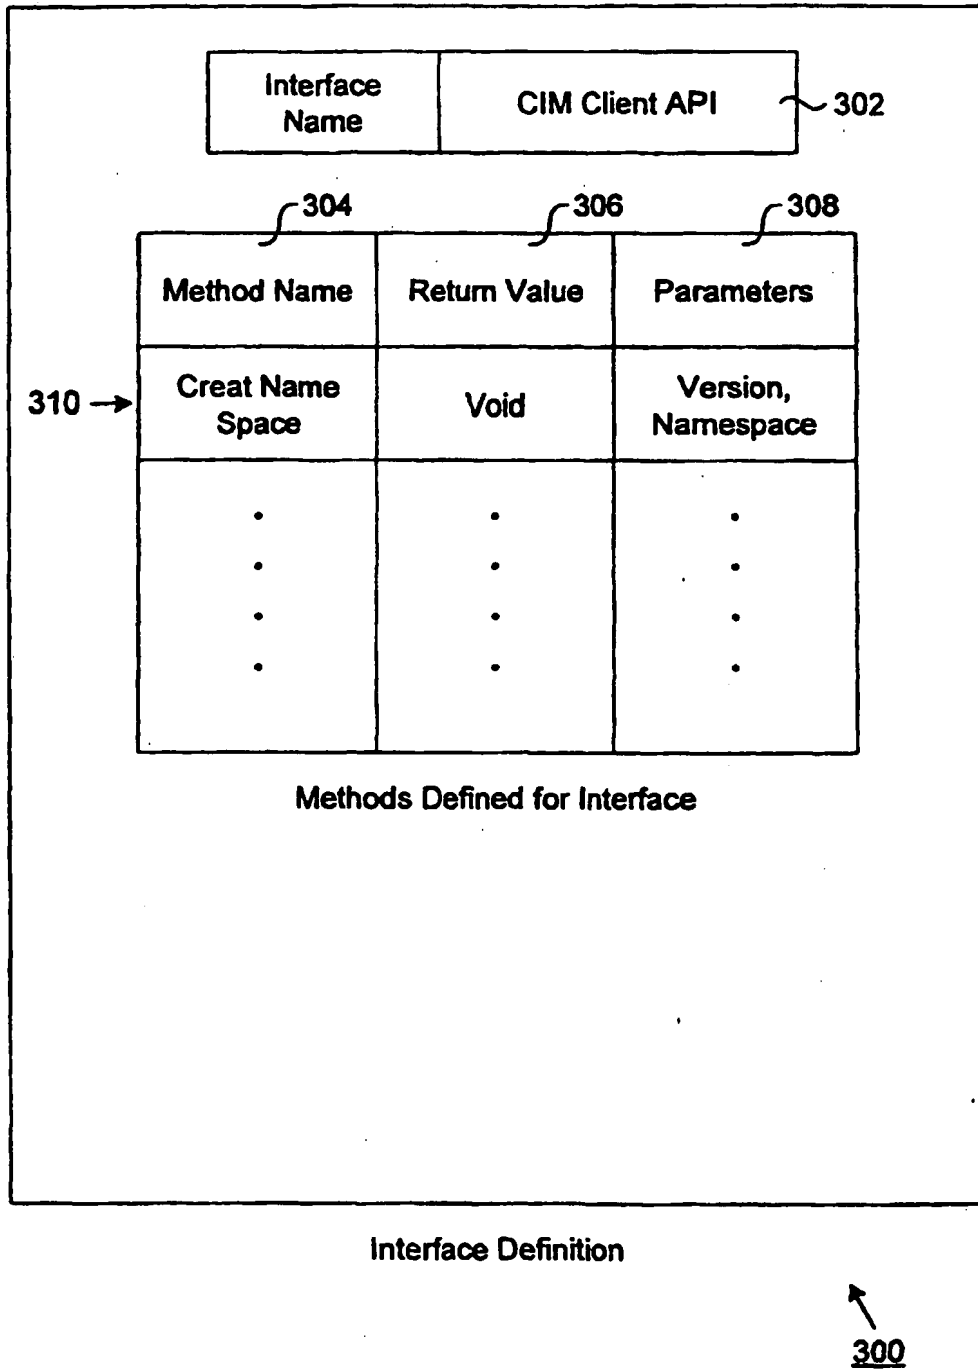 Interface Name
CIM Client API
302
304
306
308
Method Name
Return Value
Parameters
310
Creat Name Space
Void
Version, Namespace
Methods Defined for Interface
Interface Definition
300